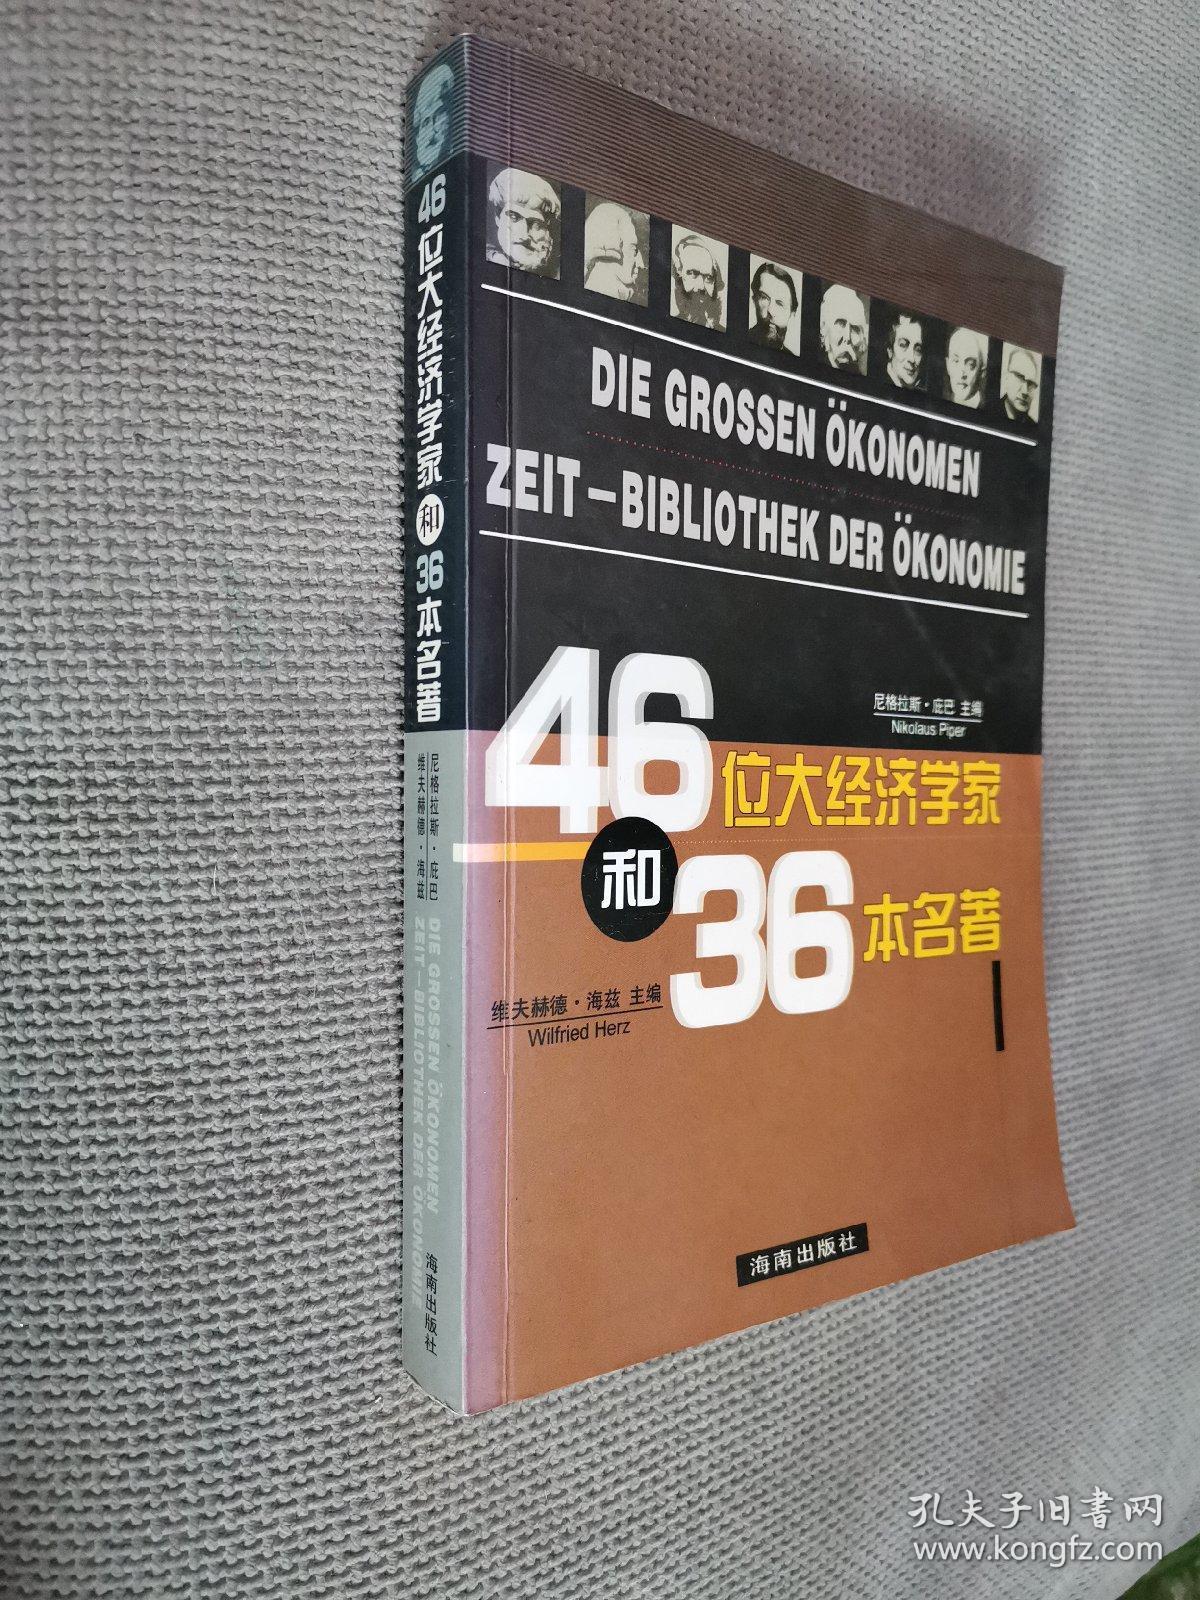 46位大经济学家和36本名著
尼格拉斯·庇巴
维夫赫德·海兹
DIE GROSSEN ÖKONOMEN
ZEIT—BIBLIOTHEK DER ÖKONOMIE
海南出版社
DIE GROSSEN ÖKONOMEN
ZEIT—BIBLIOTHEK DER ÖKONOMIE
尼格拉斯·庇巴 主编
Nikolaus Piper
46位大经济学家
和
36本名著
维夫赫德·海兹 主编
Wilfried Herz
海南出版社
孔夫子旧书网
www.kongfz.com